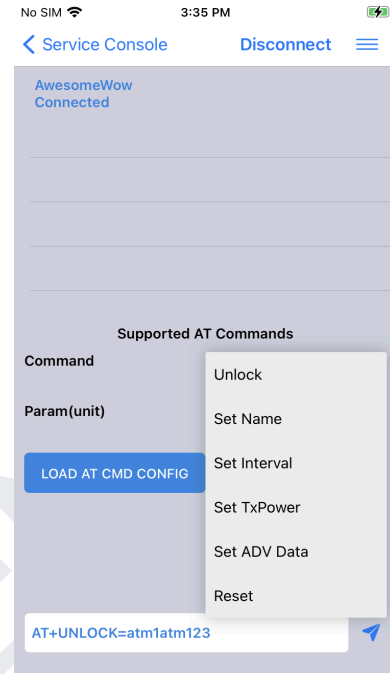 No SIM 3:35 PM
Service Console Disconnect
AwesomeWow
Connected
Supported AT Commands
Command
Param(unit)
LOAD AT CMD CONFIG
Unlock
Set Name
Set Interval
Set TxPower
Set ADV Data
Reset
AT+UNLOCK=atm1atm123